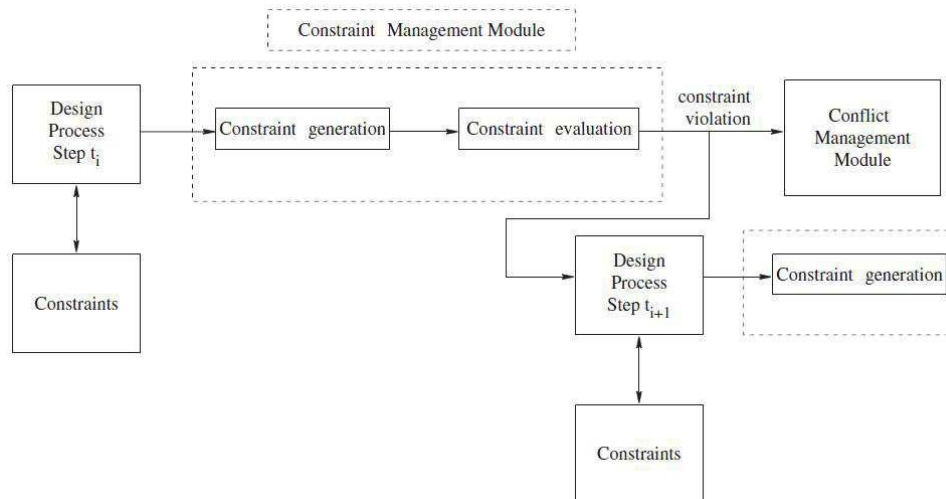 Constraint Management Module
Design
Process
Step t_i
Constraint generation
Constraint evaluation
constraint
violation
Conflict
Management
Module
Constraints
Design
Process
Step t_{i+1}
Constraint generation
Constraints